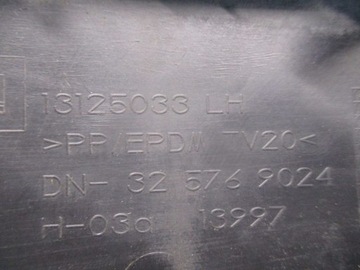 13125033 LH
>PP/EPDM TV20<
DN- 32 576 9024
H-03a 13997